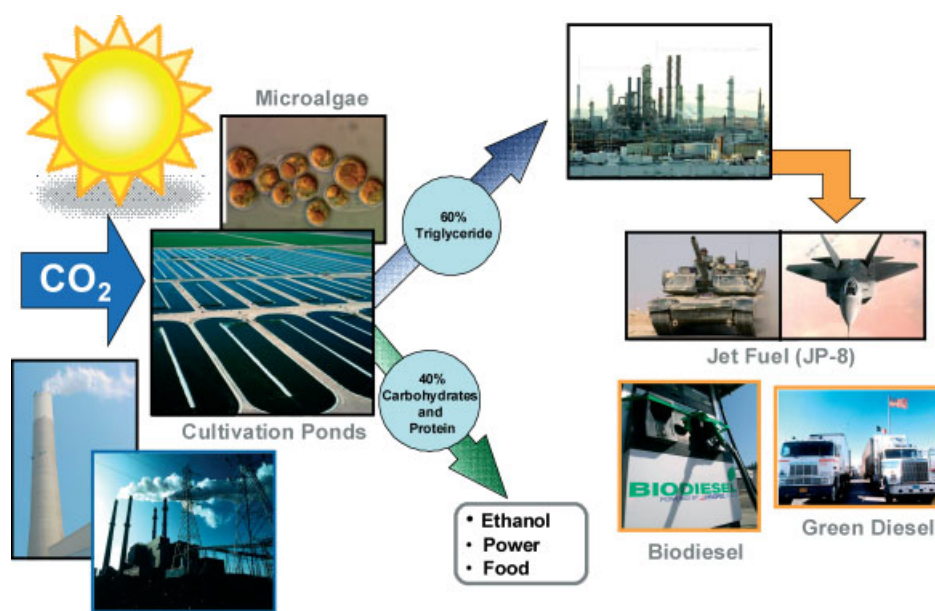 Microalgae
CO2
60%
Triglyceride
40%
Carbohydrates
and
Protein
Cultivation Ponds
• Ethanol
• Power
• Food
Jet Fuel (JP-8)
BIODIESEL
Biodiesel
Green Diesel